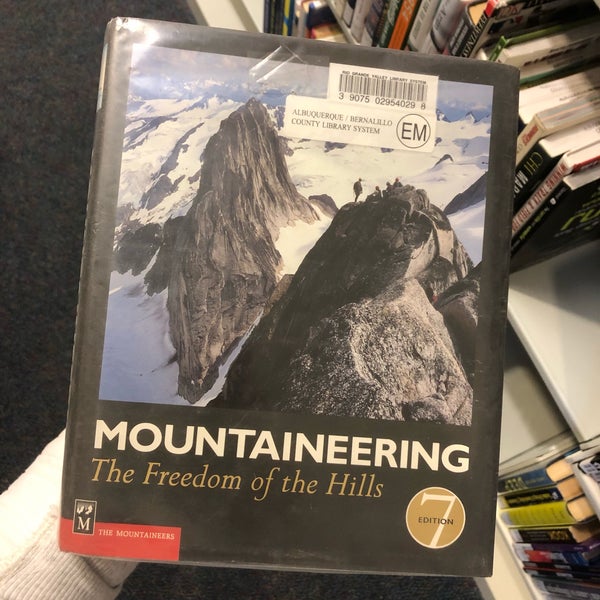 RIO GRANDE VALLEY LIBRARY SYSTEM
3 9075 02954029 8
ALBUQUERQUE / BERNALILLO
COUNTY LIBRARY SYSTEM
EM
MOUNTAINEERING
The Freedom of the Hills
7
EDITION
M
THE MOUNTAINEERS